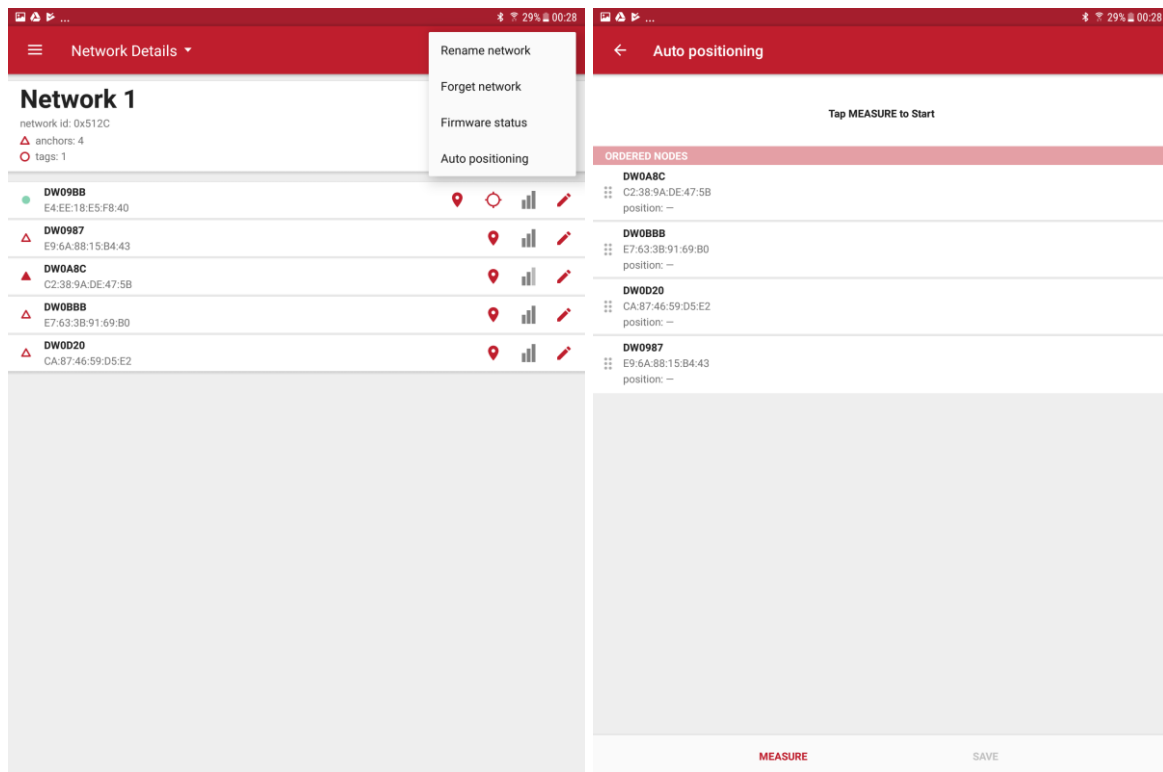 ... 29% 00:28
Network Details
Rename network
Forget network
Firmware status
Auto positioning
Network 1
network id: 0x512C
anchors: 4
tags: 1
DW09BB
E4:EE:18:E5:F8:40
DW0987
E9:6A:88:15:B4:43
DW0A8C
C2:38:9A:DE:47:5B
DW0BBB
E7:63:3B:91:69:B0
DW0D20
CA:87:46:59:D5:E2
... 29% 00:28
Auto positioning
Tap MEASURE to Start
ORDERED NODES
DW0A8C
C2:38:9A:DE:47:5B
position: —
DW0BBB
E7:63:3B:91:69:B0
position: —
DW0D20
CA:87:46:59:D5:E2
position: —
DW0987
E9:6A:88:15:B4:43
position: —
MEASURE SAVE